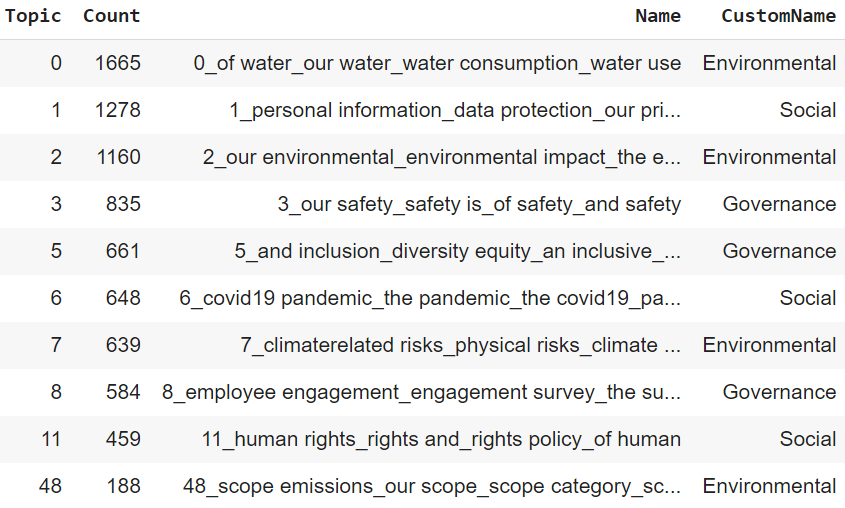 Topic Count Name CustomName
0 1665 0_of water_our water_water consumption_water use Environmental
1 1278 1_personal information_data protection_our pri... Social
2 1160 2_our environmental_environmental impact_the e... Environmental
3 835 3_our safety_safety is_of safety_and safety Governance
5 661 5_and inclusion_diversity equity_an inclusive_... Governance
6 648 6_covid19 pandemic_the pandemic_the covid19_pa... Social
7 639 7_climaterelated risks_physical risks_climate ... Environmental
8 584 8_employee engagement_engagement survey_the su... Governance
11 459 11_human rights_rights and_rights policy_of human Social
48 188 48_scope emissions_our scope_scope category_sc... Environmental